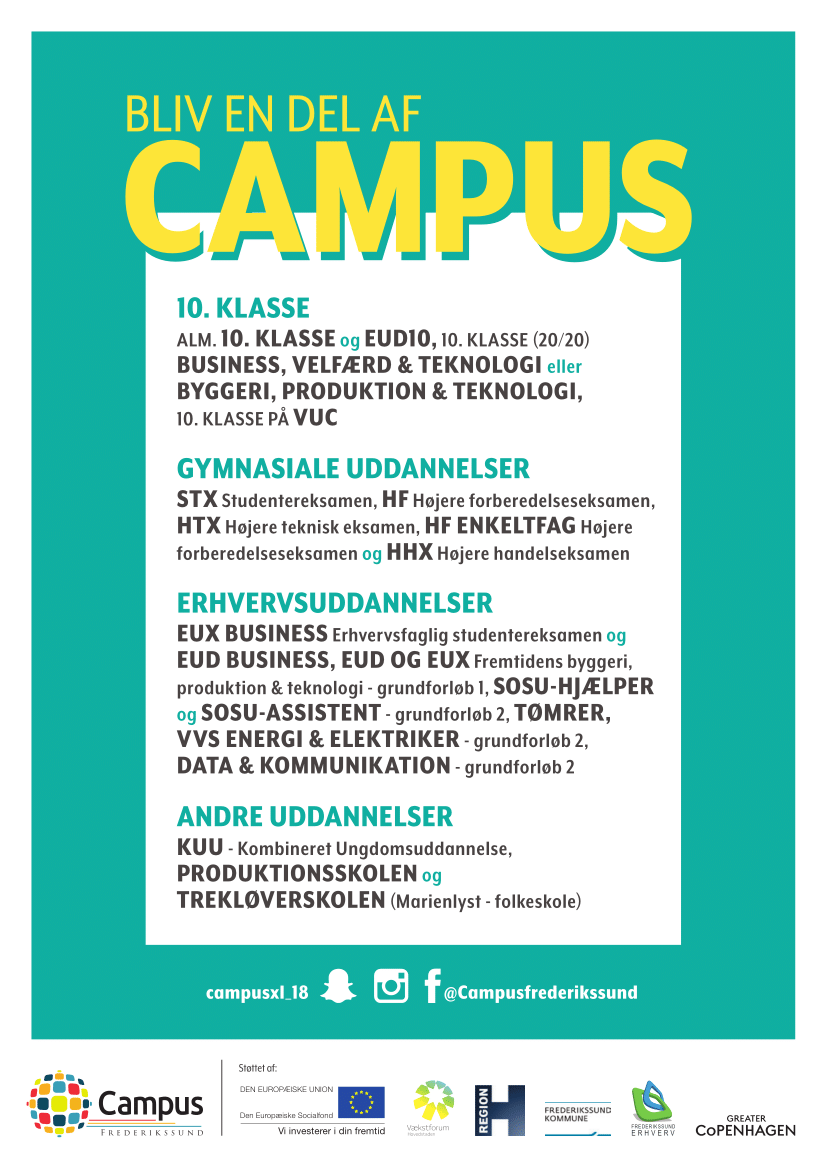 BLIV EN DEL AF
CAMPUS
10. KLASSE
ALM. 10. KLASSE og EUD10, 10. KLASSE (20/20)
BUSINESS, VELFÆRD & TEKNOLOGI eller
BYGGERI, PRODUKTION & TEKNOLOGI,
10. KLASSE PÅ VUC
GYMNASIALE UDDANNELSER
STX Studentereksamen, HF Højere forberedelseseksamen,
HTX Højere teknisk eksamen, HF ENKELTFAG Højere
forberedelseseksamen og HHX Højere handelseksamen
ERHVERVSUDDANNELSER
EUX BUSINESS Erhvervsfaglig studentereksamen og
EUD BUSINESS, EUD OG EUX Fremtidens byggeri,
produktion & teknologi - grundforløb 1, SOSU-HJÆLPER
og SOSU-ASSISTENT - grundforløb 2, TØMRER,
VVS ENERGI & ELEKTRIKER - grundforløb 2,
DATA & KOMMUNIKATION - grundforløb 2
ANDRE UDDANNELSER
KUU - Kombineret Ungdomsuddannelse,
PRODUKTIONSSKOLEN og
TREKLØVERSKOLEN (Marienlyst - folkeskole)
campusxl_18 @Campusfrederikssund
Campus
FREDERIKSSUND
Støttet af:
DEN EUROPÆISKE UNION
Den Europæiske Socialfond
Vi investerer i din fremtid
Vækstforum
Hovedstaden
REGION H
FREDERIKSSUND
KOMMUNE
FREDERIKSSUND
ERHVERV
GREATER
COPENHAGEN